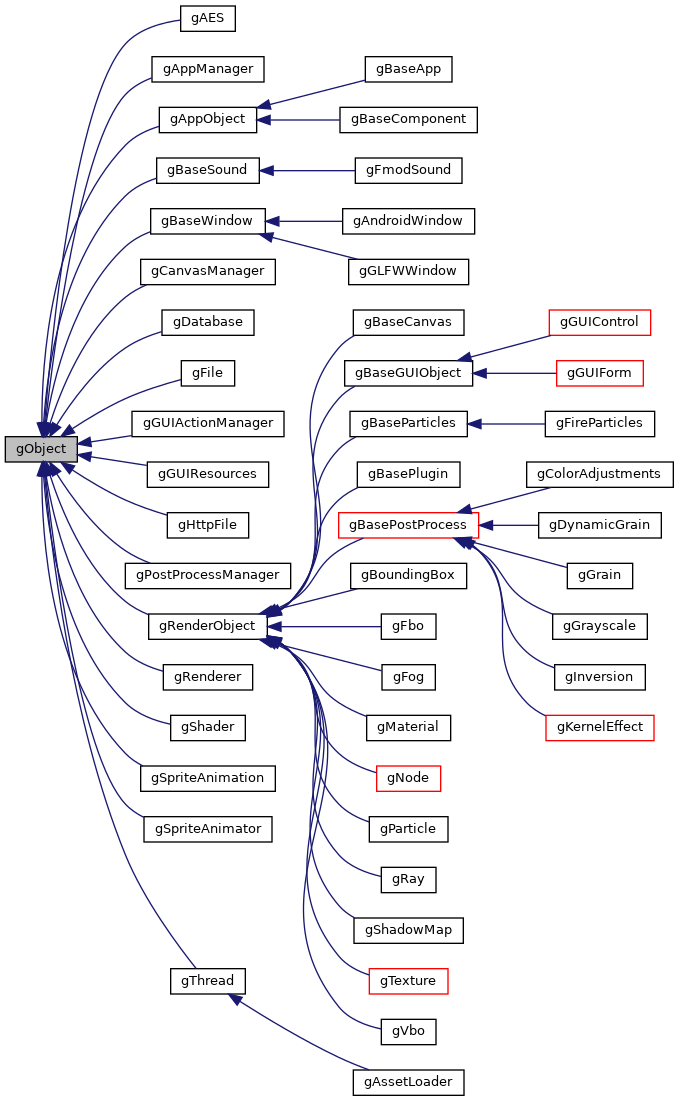 gAES
gAppManager
gBaseApp
gAppObject
gBaseComponent
gBaseSound
gFmodSound
gBaseWindow
gAndroidWindow
gCanvasManager
gGLFWWindow
gDatabase
gBaseCanvas
gGUIControl
gFile
gBaseGUIObject
gGUIForm
gGUIActionManager
gBaseParticles
gFireParticles
gObject
gGUIResources
gBasePlugin
gColorAdjustments
gHttpFile
gBasePostProcess
gDynamicGrain
gPostProcessManager
gBoundingBox
gGrain
gRenderObject
gFbo
gGrayscale
gRenderer
gFog
gInversion
gShader
gMaterial
gKernelEffect
gSpriteAnimation
gNode
gSpriteAnimator
gParticle
gRay
gShadowMap
gThread
gTexture
gVbo
gAssetLoader